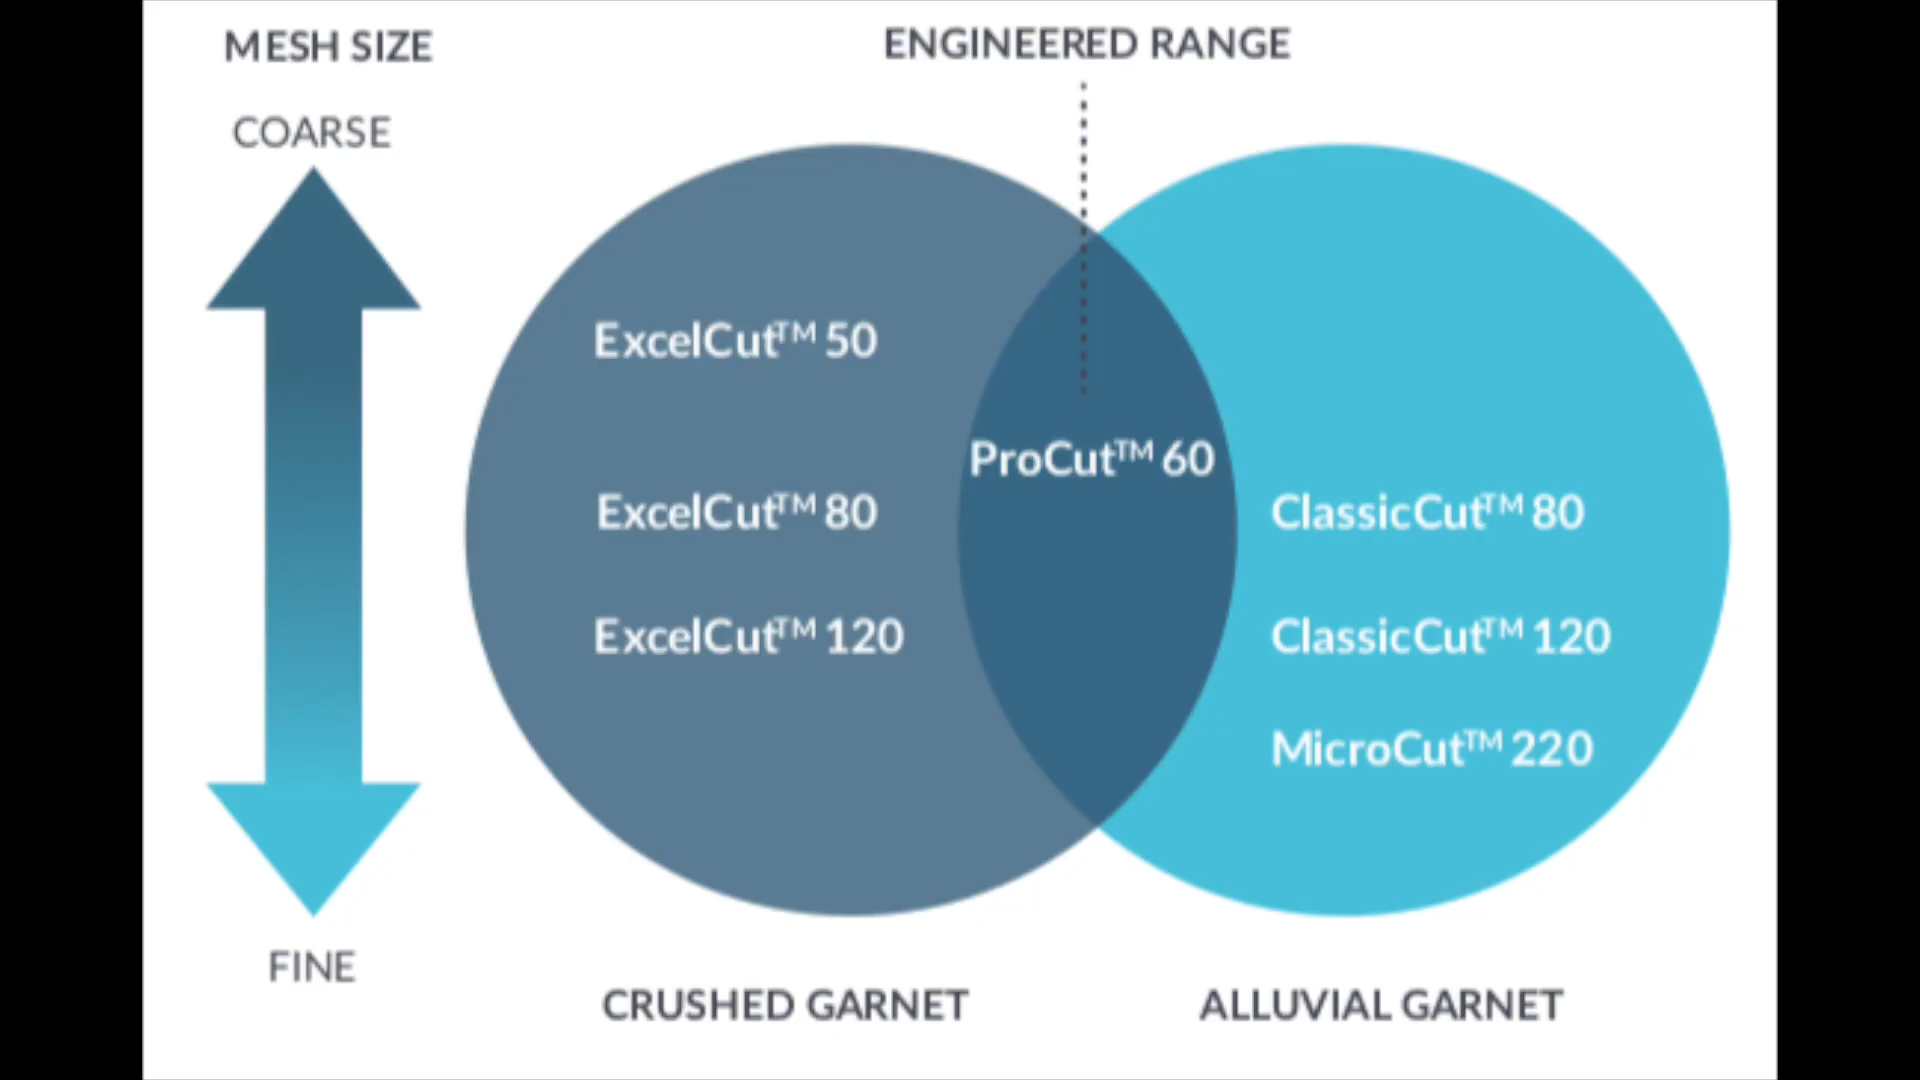 MESH SIZE
COARSE
FINE
ENGINEERED RANGE
ExcelCut™ 50
ExcelCut™ 80
ExcelCut™ 120
ProCut™ 60
ClassicCut™ 80
ClassicCut™ 120
MicroCut™ 220
CRUSHED GARNET
ALLUVIAL GARNET